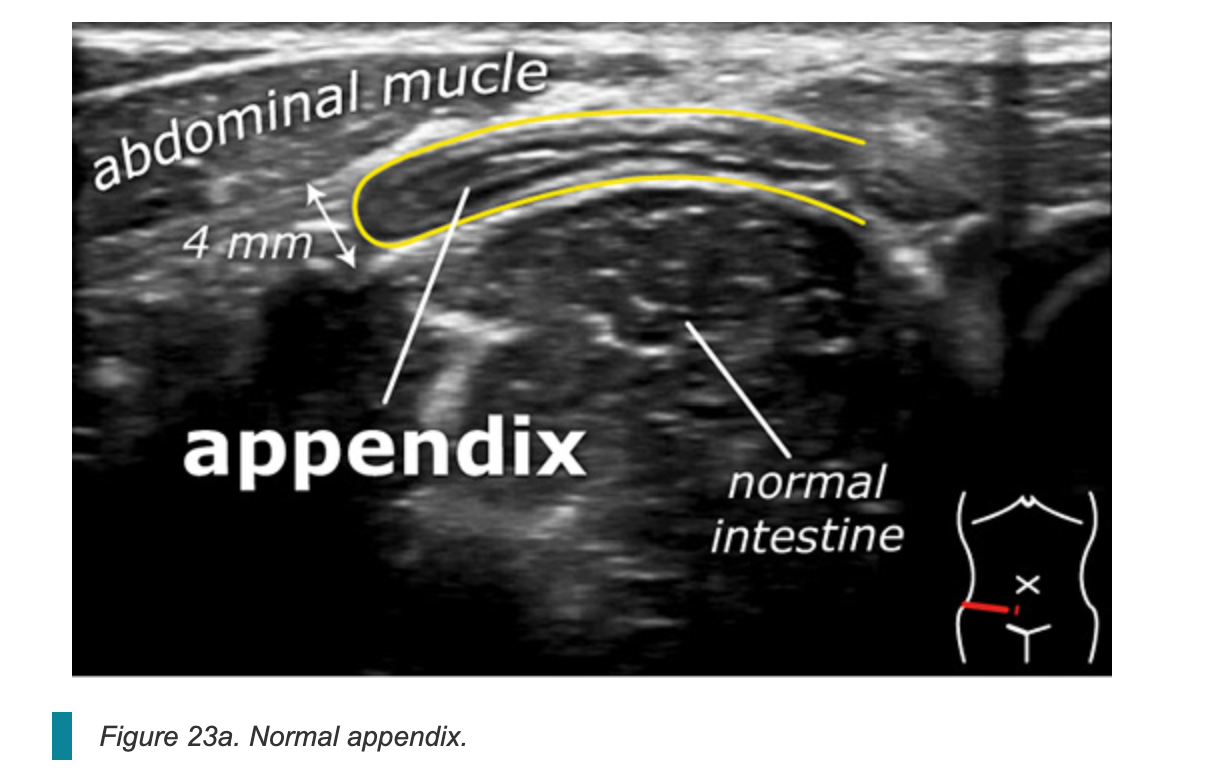 abdominal mucle
4 mm
appendix
normal
intestine
Figure 23a. Normal appendix.